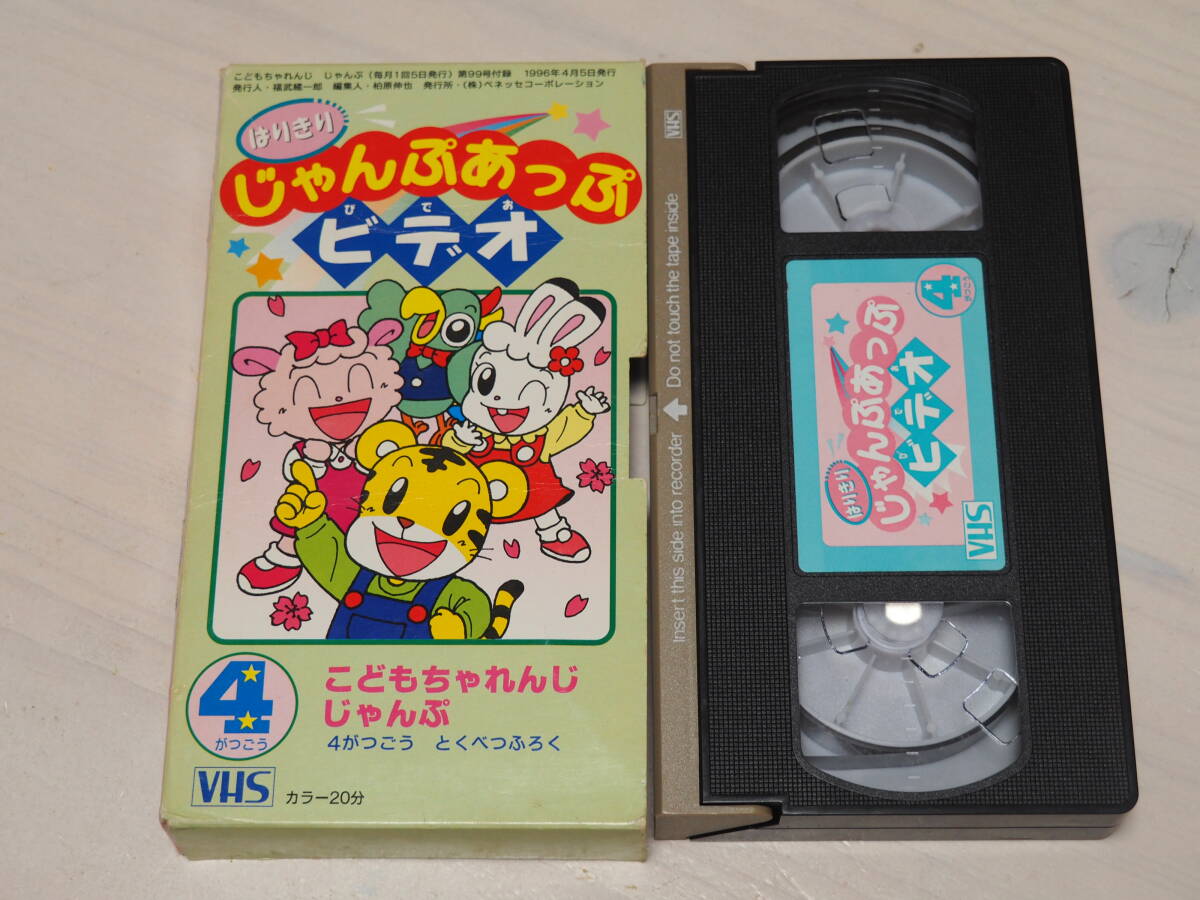 こどもちゃれんじ じゃんぷ(毎月1回5日発行)第99号付録 1996年4月5日発行
発行人・福武總一郎 編集人・柏原伸也 発行所・(株)ベネッセコーポレーション
はりきり
じゃんぷあっぷ
びでお
ビデオ
4
がつごう
こどもちゃれんじ
じゃんぷ
4がつごう とくべつふろく
VHS
カラー20分
VHS
Do not touch the tape inside
Insert this side into recorder
4
がつごう
はりきり
じゃんぷあっぷ
びでお
ビデオ
VHS